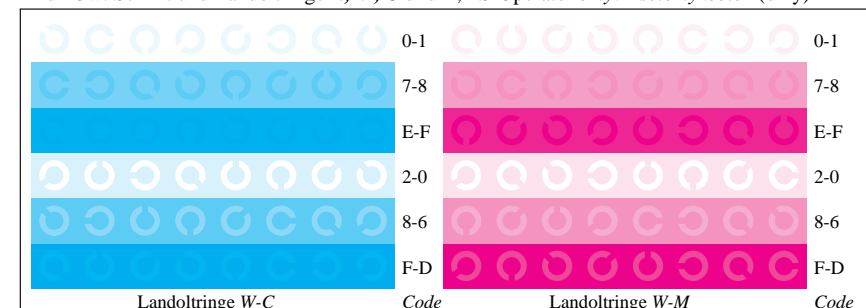 0-1 0-1
7-8 7-8
E-F E-F
2-0 2-0
8-6 8-6
F-D F-D
Landoltringe W-C Code Landoltringe W-M Code